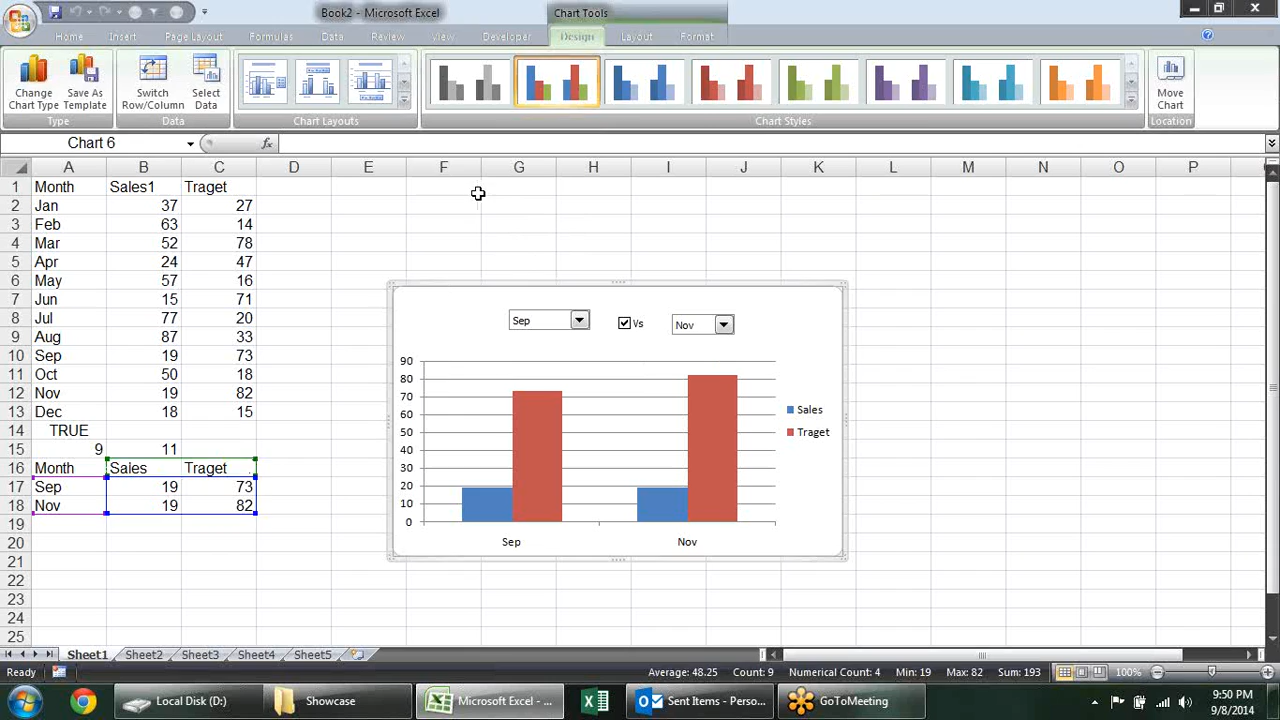 Book2 - Microsoft Excel
Chart Tools
Home Insert Page Layout Formulas Data Review View Developer Design Layout Format
Change Chart Type
Save As Template
Switch Row/Column
Select Data
Move Chart
Type Data Chart Layouts Chart Styles Location
Chart 6 fx
A B C D E F G H I J K L M N O P
1 Month Sales1 Traget
2 Jan 37 27
3 Feb 63 14
4 Mar 52 78
5 Apr 24 47
6 May 57 16
7 Jun 15 71
8 Jul 77 20
9 Aug 87 33
10 Sep 19 73
11 Oct 50 18
12 Nov 19 82
13 Dec 18 15
14 TRUE
15 9 11
16 Month Sales Traget
17 Sep 19 73
18 Nov 19 82
19
20
21
22
23
24
25
Sep Vs Nov
90
80
70
60
50
40
30
20
10
0
Sep Nov
Sales
Traget
Sheet1 Sheet2 Sheet3 Sheet4 Sheet5
Ready Average: 48.25 Count: 9 Numerical Count: 4 Min: 19 Max: 82 Sum: 193 100%
Local Disk (D:) Showcase Microsoft Excel - ... Sent Items - Perso... GoToMeeting
9:50 PM
9/8/2014